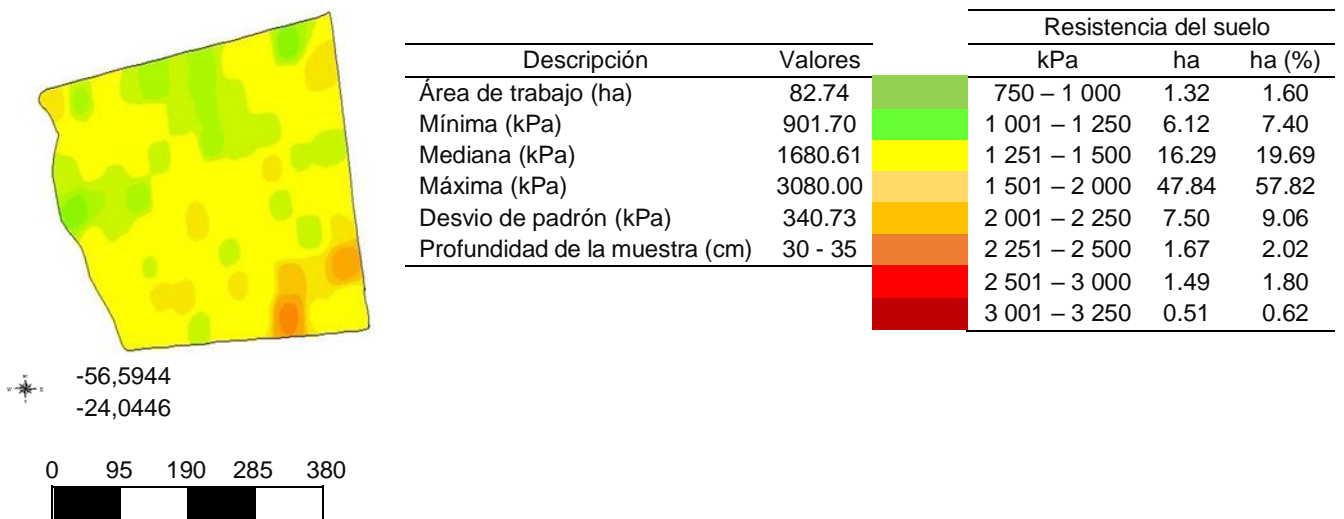 Resistencia del suelo
Descripción Valores kPa ha ha (%)
Área de trabajo (ha) 82.74 750 – 1 000 1.32 1.60
Mínima (kPa) 901.70 1 001 – 1 250 6.12 7.40
Mediana (kPa) 1680.61 1 251 – 1 500 16.29 19.69
Máxima (kPa) 3080.00 1 501 – 2 000 47.84 57.82
Desvio de padrón (kPa) 340.73 2 001 – 2 250 7.50 9.06
Profundidad de la muestra (cm) 30 - 35 2 251 – 2 500 1.67 2.02
2 501 – 3 000 1.49 1.80
3 001 – 3 250 0.51 0.62
-56,5944
-24,0446
0 95 190 285 380